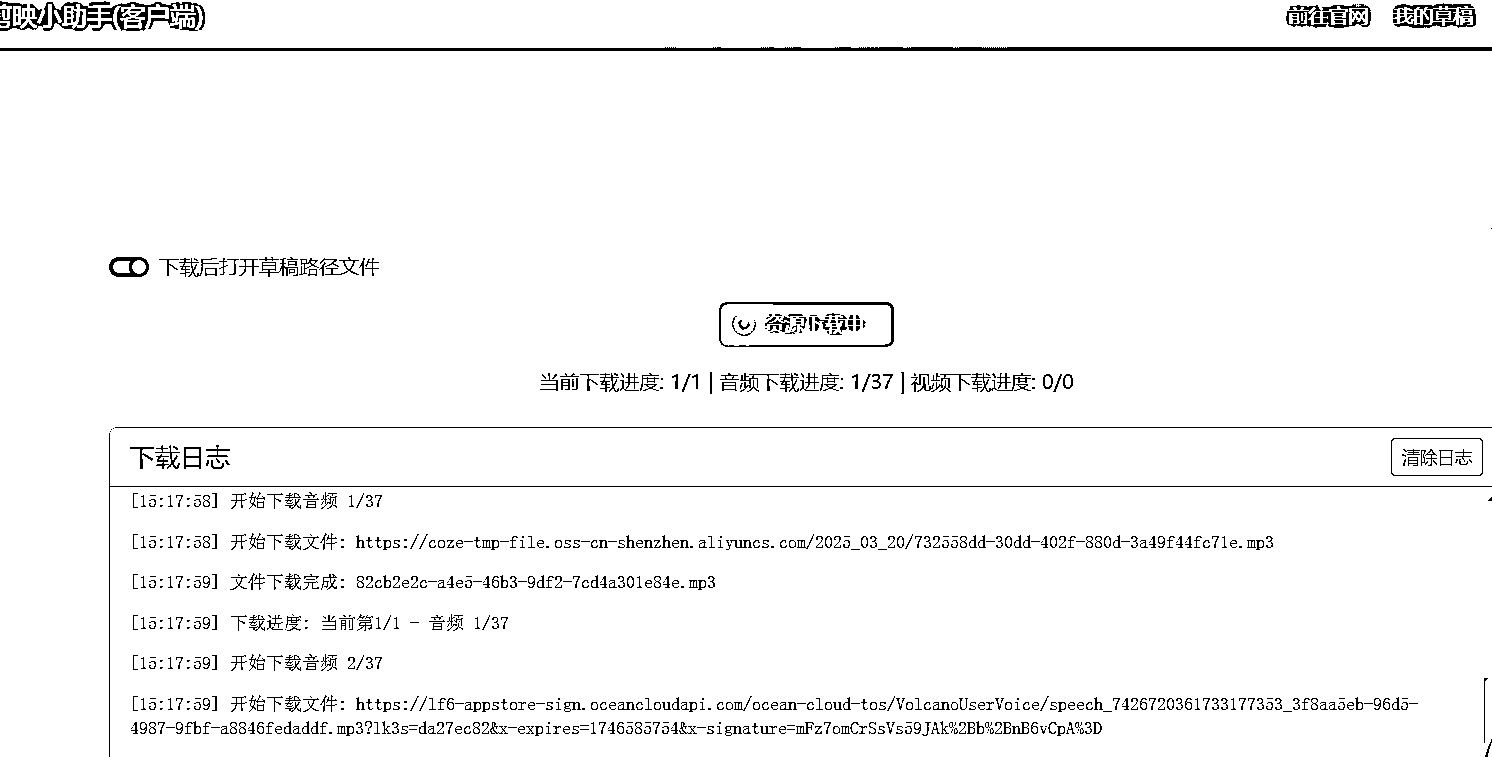 剪映小助手(客户端)
前往官网 我的草稿
下载后打开草稿路径文件
资源下载中
当前下载进度: 1/1 | 音频下载进度: 1/37 | 视频下载进度: 0/0
下载日志
清除日志
[15:17:58] 开始下载音频 1/37
[15:17:58] 开始下载文件: https://coze-tmp-file.oss-cn-shenzhen.aliyuncs.com/2025_03_20/732558dd-30dd-402f-880d-3a49f44fc71e.mp3
[15:17:59] 文件下载完成: 82cb2e2c-a4e5-46b3-9df2-7cd4a301e84e.mp3
[15:17:59] 下载进度: 当前第1/1 - 音频 1/37
[15:17:59] 开始下载音频 2/37
[15:17:59] 开始下载文件: https://lf6-appstore-sign.oceancloudapi.com/ocean-cloud-tos/VolcanoUserVoice/speech_7426720361733177353_3f8aa5eb-96d5-
4987-9fbf-a8846fedaddf.mp3?lk3s=da27ec82&x-expires=1746585754&x-signature=mFz7omCrSsVs59JAk%2Bb%2BnB6vCpA%3D